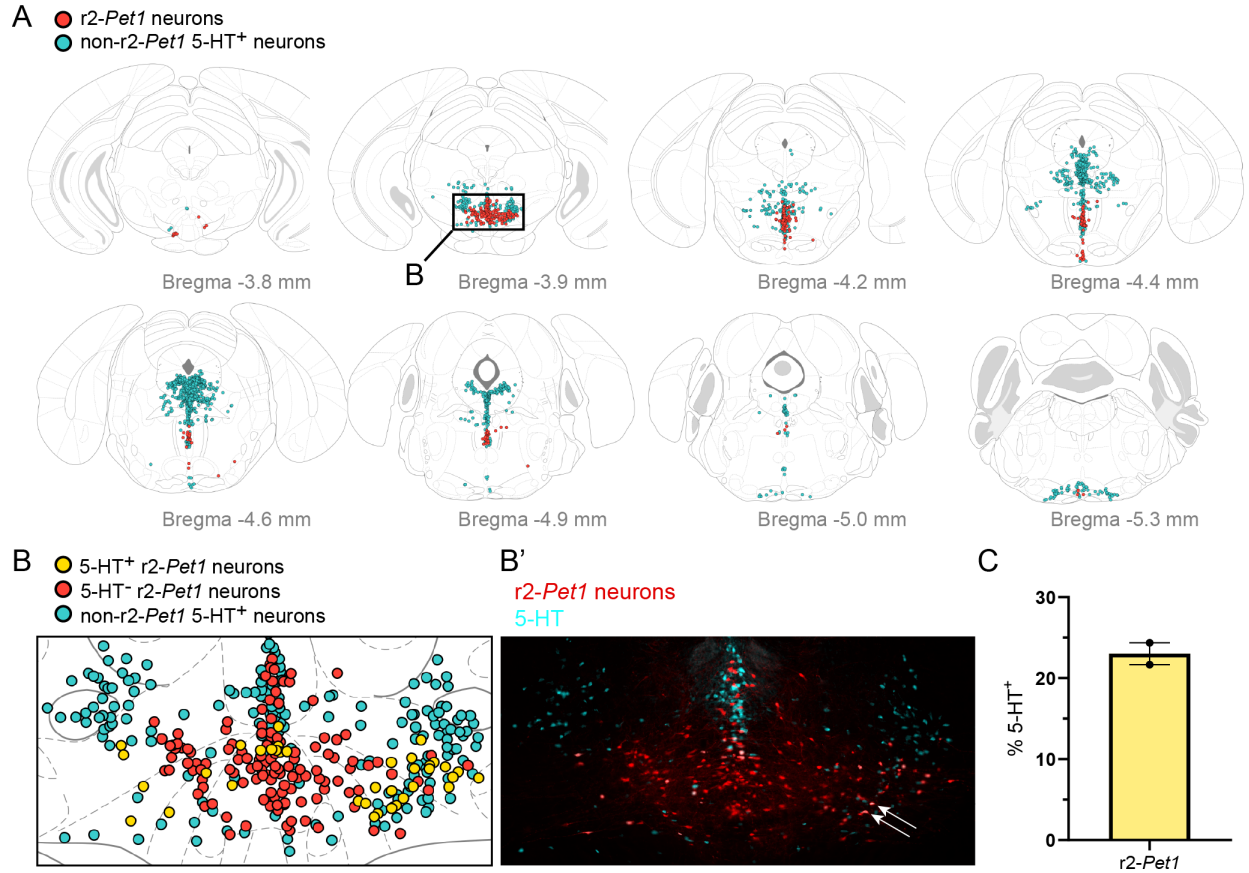 A
r2-Pet1 neurons
non-r2-Pet1 5-HT+ neurons
B
Bregma -3.8 mm
Bregma -3.9 mm
Bregma -4.2 mm
Bregma -4.4 mm
Bregma -4.6 mm
Bregma -4.9 mm
Bregma -5.0 mm
Bregma -5.3 mm
B
5-HT+ r2-Pet1 neurons
5-HT- r2-Pet1 neurons
non-r2-Pet1 5-HT+ neurons
B’
r2-Pet1 neurons
5-HT
C
% 5-HT+
30
20
10
0
r2-Pet1